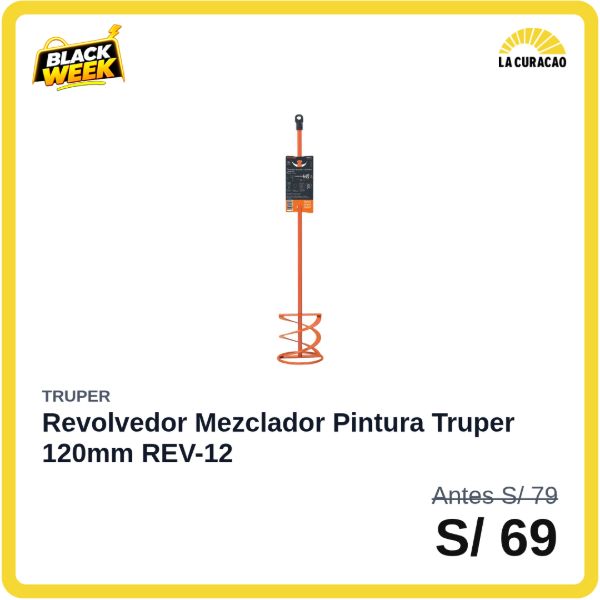 BLACK
WEEK
LA CURACAO
TRUPER
Revolvedor Mezclador Pintura Truper
120mm REV-12
Antes S/ 79
S/ 69